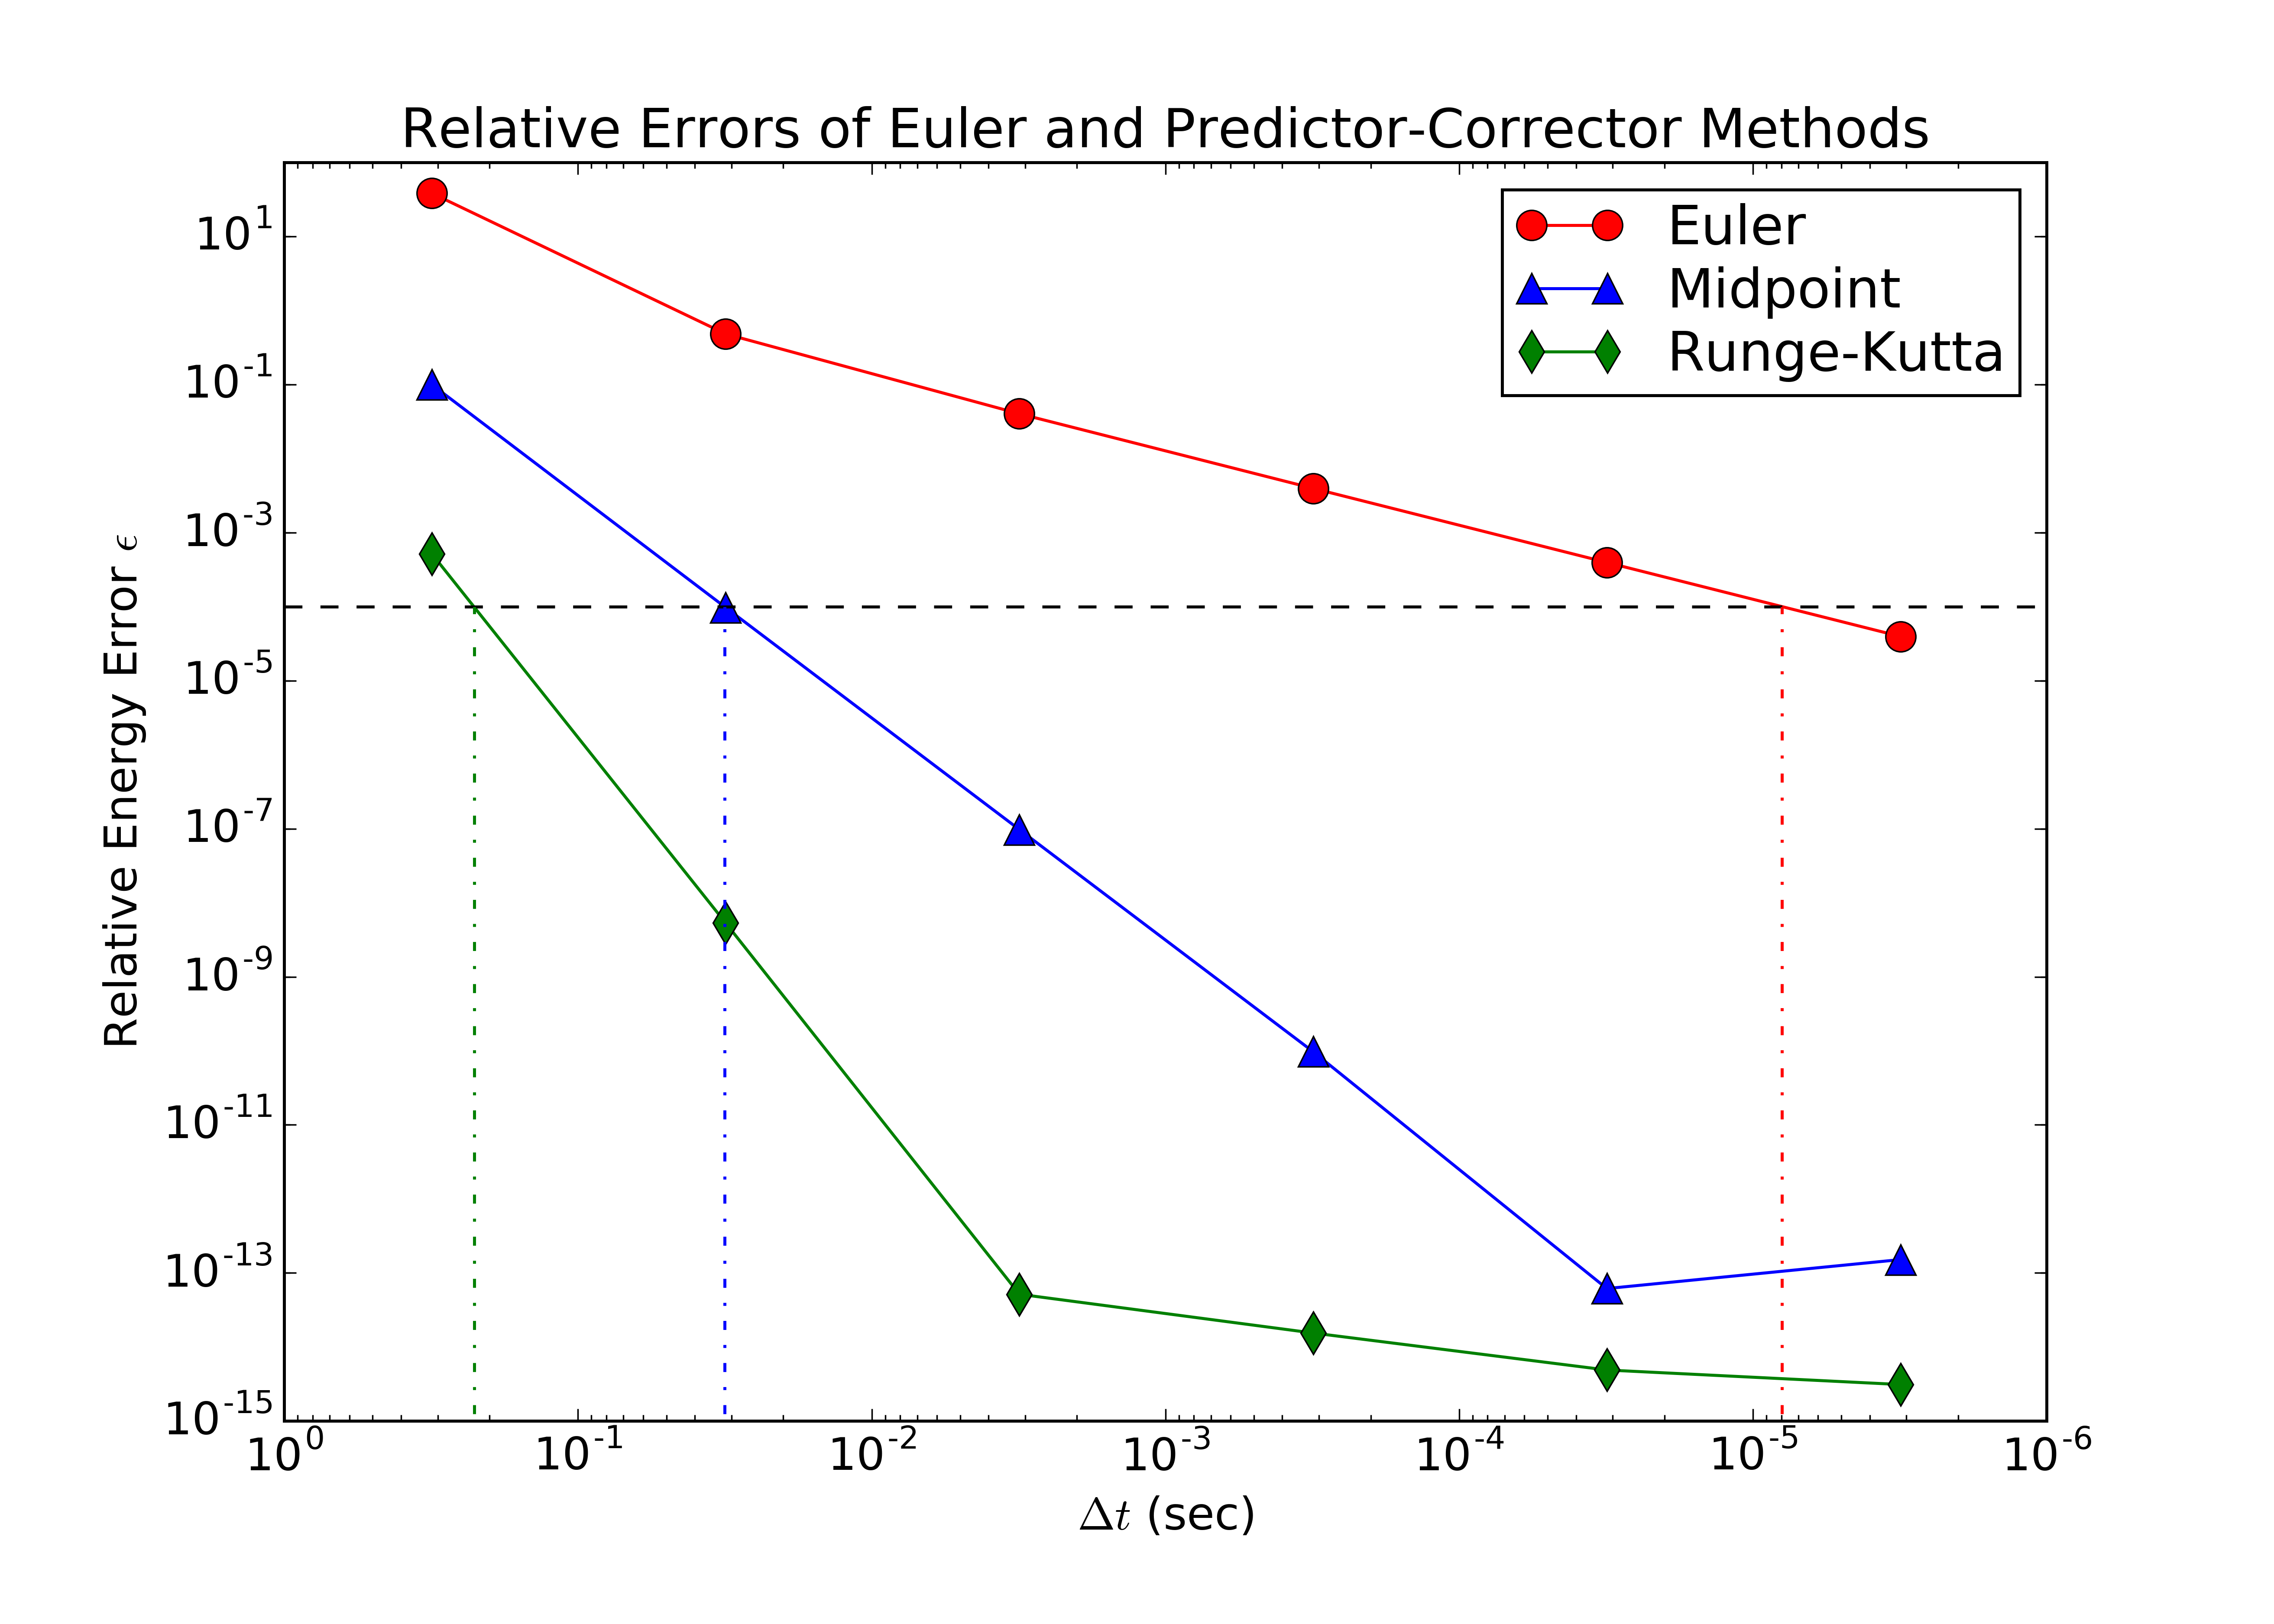 Relative Errors of Euler and Predictor-Corrector Methods
Euler
Midpoint
Runge-Kutta
Relative Energy Error ϵ
10^1
10^-1
10^-3
10^-5
10^-7
10^-9
10^-11
10^-13
10^-15
10^0 10^-1 10^-2 10^-3 10^-4 10^-5 10^-6
Δt (sec)